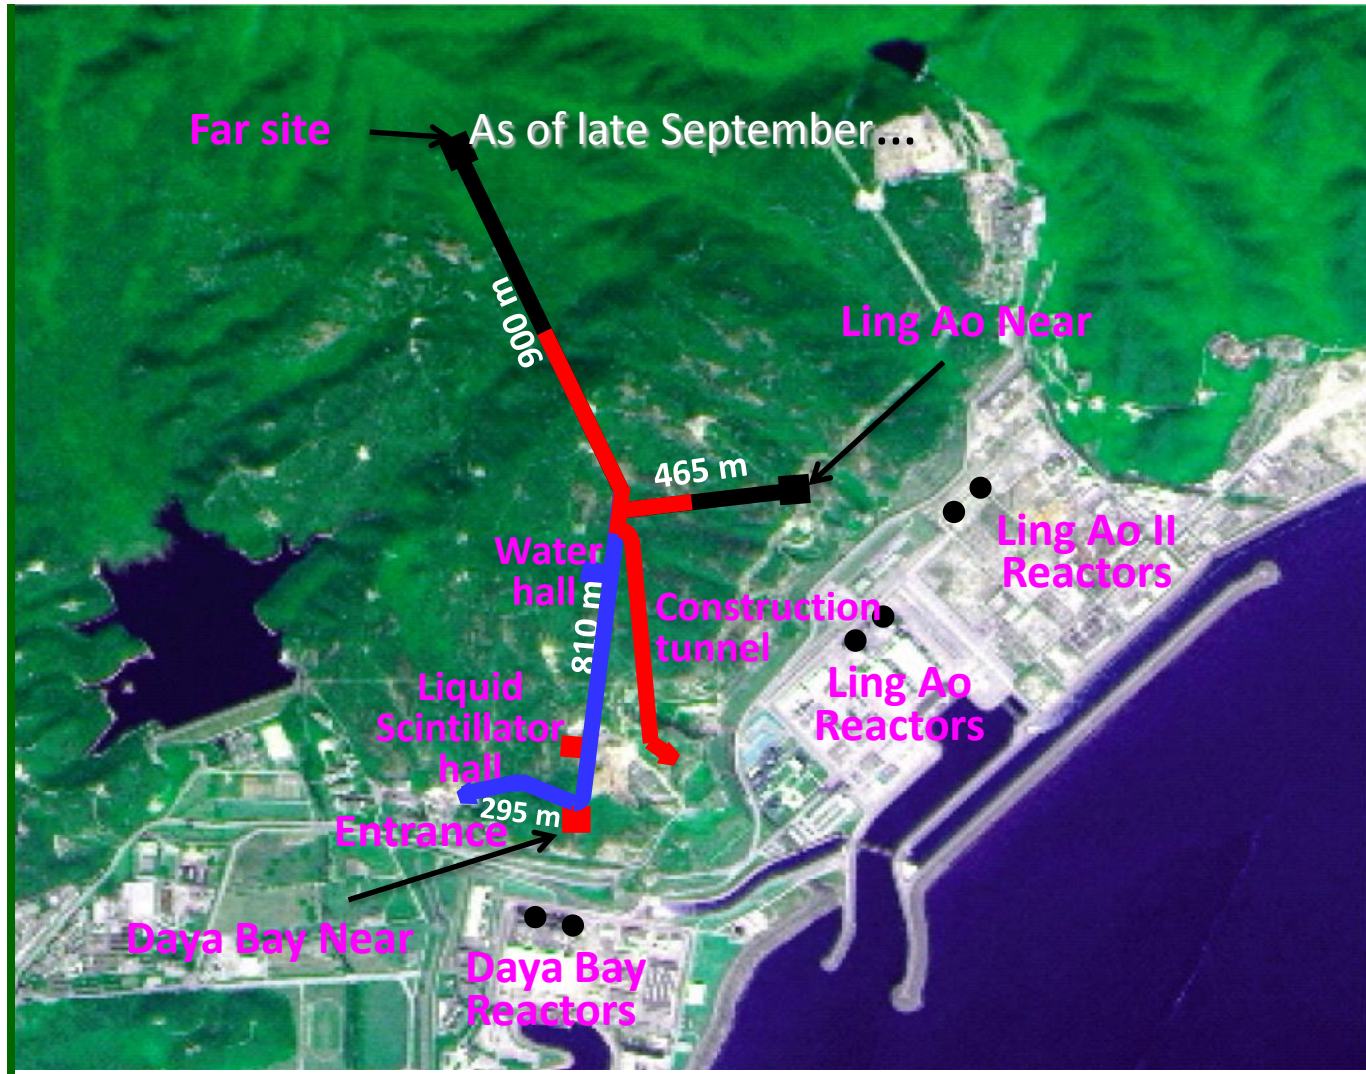 Far site
As of late September...
900 m
Ling Ao Near
465 m
Water
hall
810 m
Construction
tunnel
Ling Ao II
Reactors
Liquid
Scintillator
hall
Ling Ao
Reactors
295 m
Entrance
Daya Bay Near
Daya Bay
Reactors